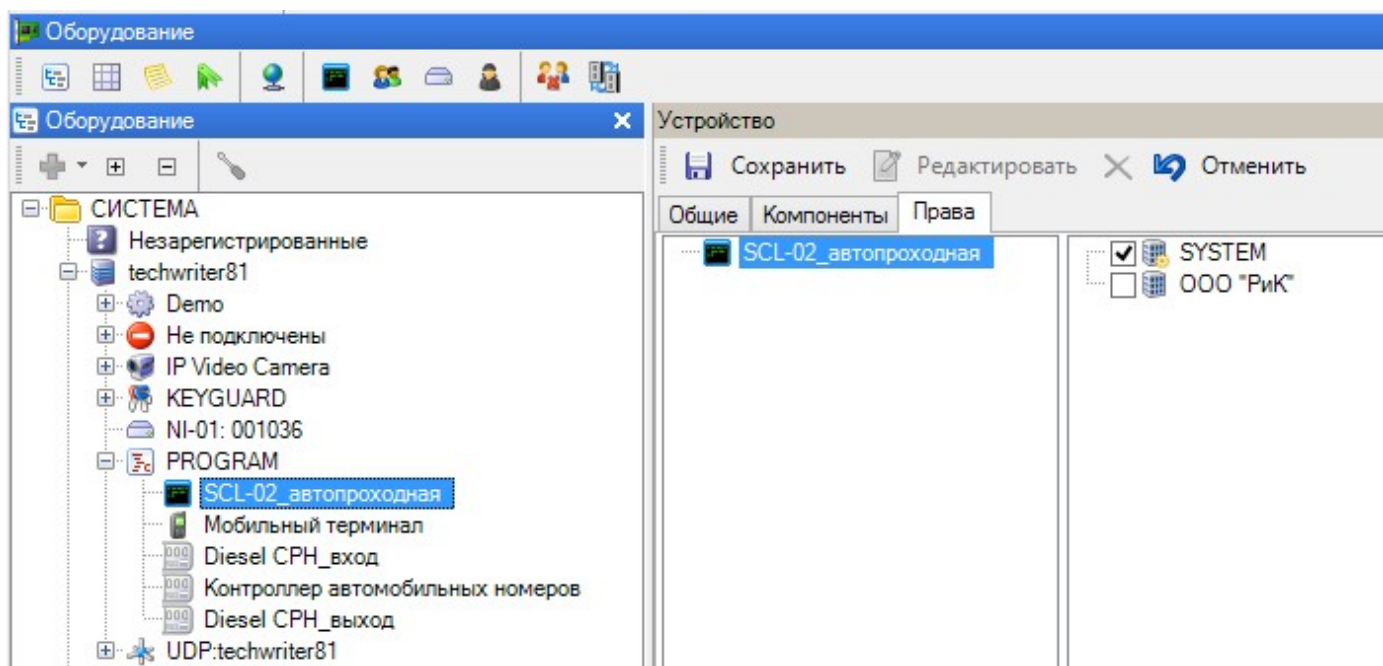 Оборудование
Оборудование
Устройство
Сохранить Редактировать Отменить
Общие Компоненты Права
СИСТЕМА
Незарегистрированные
techwriter81
Demo
Не подключены
IP Video Camera
KEYGUARD
NI-01: 001036
PROGRAM
SCL-02_автопроходная
Мобильный терминал
Diesel CPH_вход
Контроллер автомобильных номеров
Diesel CPH_выход
UDP:techwriter81
SCL-02_автопроходная
SYSTEM
ООО "РиК"